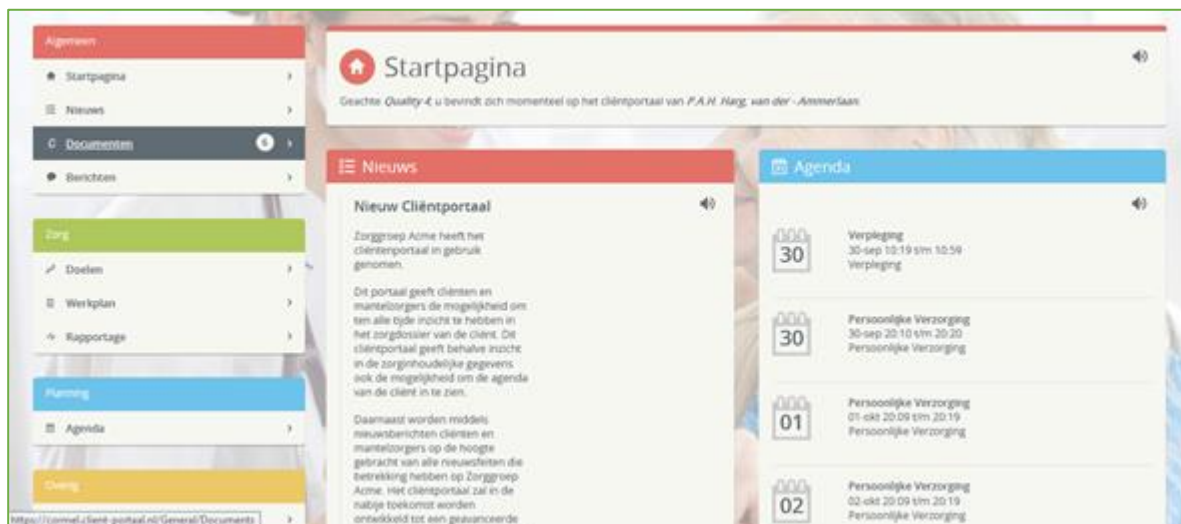 Algemeen
Startpagina
Nieuws
Documenten 6
Berichten
Zorg
Doelen
Werkplan
Rapportage
Planning
Agenda
Overig
https://cormel.client-portaal.nl/General/Documents
Startpagina
Geachte Quality 4, u bevindt zich momenteel op het cliëntportaal van P.A.H. Harg, van der - Ammerlaan.
Nieuws
Nieuw Cliëntportaal
Zorggroep Acme heeft het
cliëntenportaal in gebruik
genomen.
Dit portaal geeft cliënten en
mantelzorgers de mogelijkheid om
ten alle tijde inzicht te hebben in
het zorgdossier van de cliënt. Dit
cliëntportaal geeft behalve inzicht
in de zorginhoudelijke gegevens
ook de mogelijkheid om de agenda
van de cliënt in te zien.
Daarnaast worden middels
nieuwsberichten cliënten en
mantelzorgers op de hoogte
gebracht van alle nieuwsfeiten die
betrekking hebben op Zorggroep
Acme. Het cliëntportaal zal in de
nabije toekomst worden
ontwikkeld tot een geavanceerde
Agenda
30
Verpleging
30-sep 10:19 t/m 10:59
Verpleging
30
Persoonlijke Verzorging
30-sep 20:10 t/m 20:20
Persoonlijke Verzorging
01
Persoonlijke Verzorging
01-okt 20:09 t/m 20:19
Persoonlijke Verzorging
02
Persoonlijke Verzorging
02-okt 20:09 t/m 20:19
Persoonlijke Verzorging